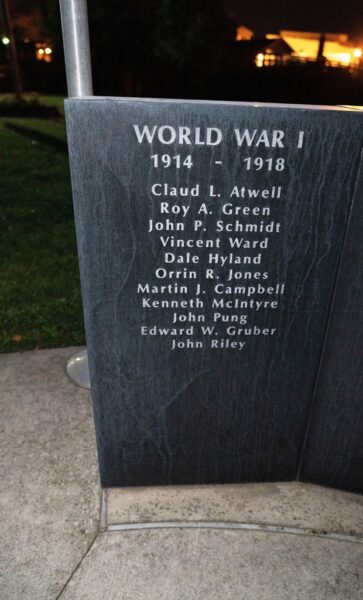 WORLD WAR I
1914 - 1918
Claud L. Atwell
Roy A. Green
John P. Schmidt
Vincent Ward
Dale Hyland
Orrin R. Jones
Martin J. Campbell
Kenneth McIntyre
John Pung
Edward W. Gruber
John Riley